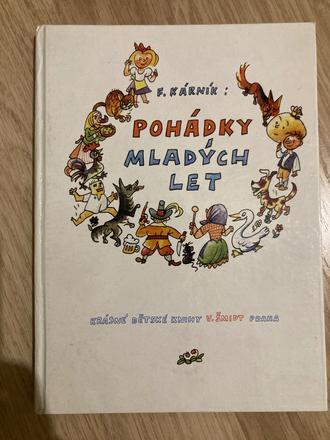 F. KÁRNÍK:
POHÁDKY
MLADÝCH
LET
KRÁSNÉ DĚTSKÉ KNIHY V. ŠMIDT PRAHA